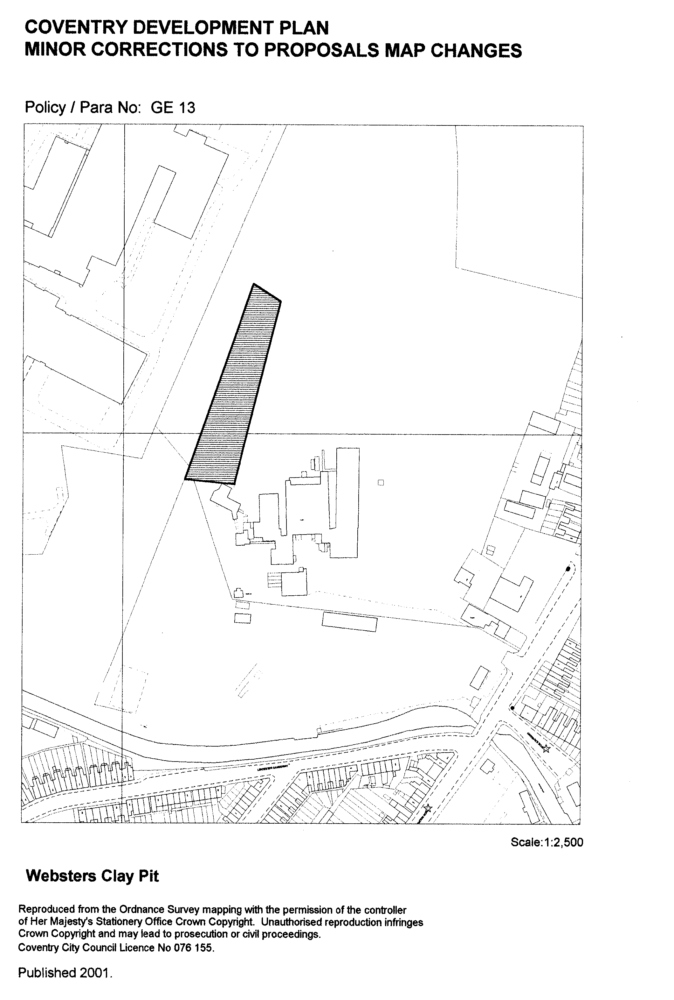 COVENTRY DEVELOPMENT PLAN
MINOR CORRECTIONS TO PROPOSALS MAP CHANGES
Policy / Para No: GE 13
LEICESTER CAUSEWAY
Scale:1:2,500
Websters Clay Pit
Reproduced from the Ordnance Survey mapping with the permission of the controller
of Her Majesty's Stationery Office Crown Copyright. Unauthorised reproduction infringes
Crown Copyright and may lead to prosecution or civil proceedings.
Coventry City Council Licence No 076 155.
Published 2001.